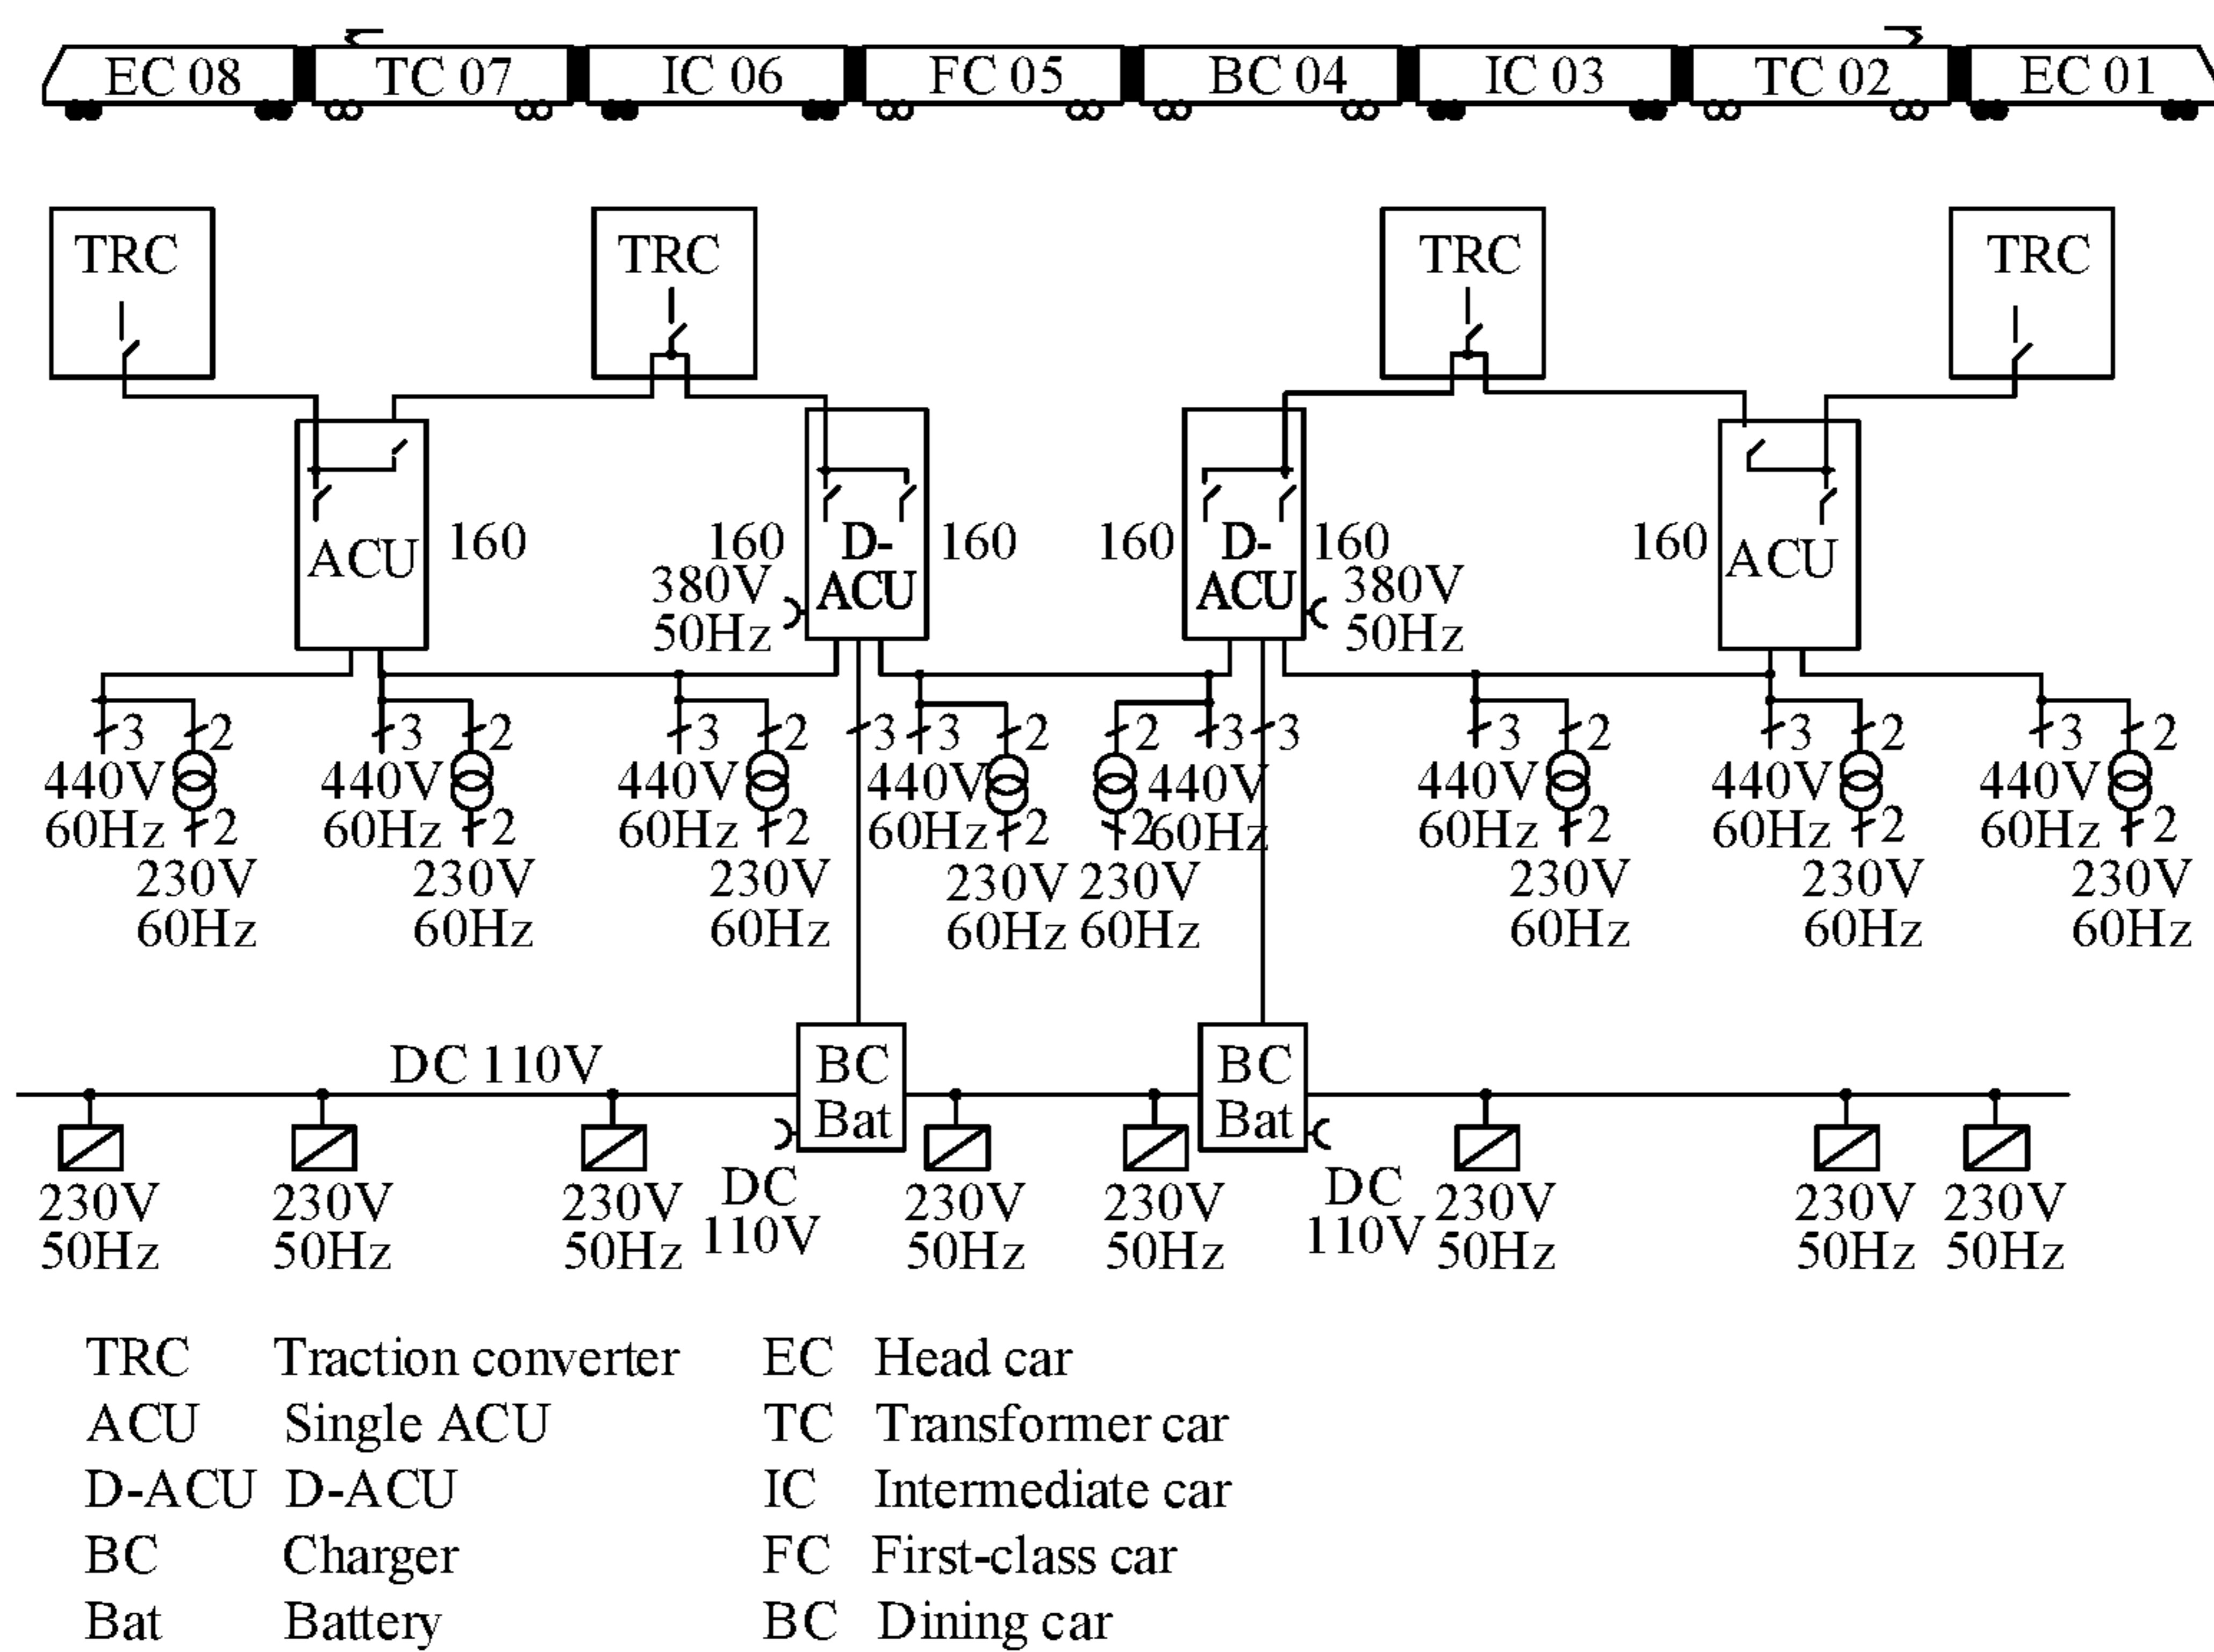 EC 08 TC 07 IC 06 FC 05 BC 04 IC 03 TC 02 EC 01
TRC TRC TRC TRC
ACU 160 160 D-ACU 160 160 D-ACU 160 160 ACU
380V 380V
50Hz 50Hz
3 2 3 2 3 2 3 3 2 2 3 3 3 2 3 2 3 2
440V 440V 440V 440V 440V 440V 440V 440V
60Hz 2 60Hz 2 60Hz 2 60Hz 2 2 60Hz 60Hz 2 60Hz 2 60Hz 2
230V 230V 230V 230V 230V 230V 230V 230V
60Hz 60Hz 60Hz 60Hz 60Hz 60Hz 60Hz 60Hz
DC 110V BC BC
Bat Bat
230V 230V 230V DC 230V 230V DC 230V 230V 230V
50Hz 50Hz 50Hz 110V 50Hz 50Hz 110V 50Hz 50Hz 50Hz
TRC Traction converter EC Head car
ACU Single ACU TC Transformer car
D-ACU D-ACU IC Intermediate car
BC Charger FC First-class car
Bat Battery BC Dining car